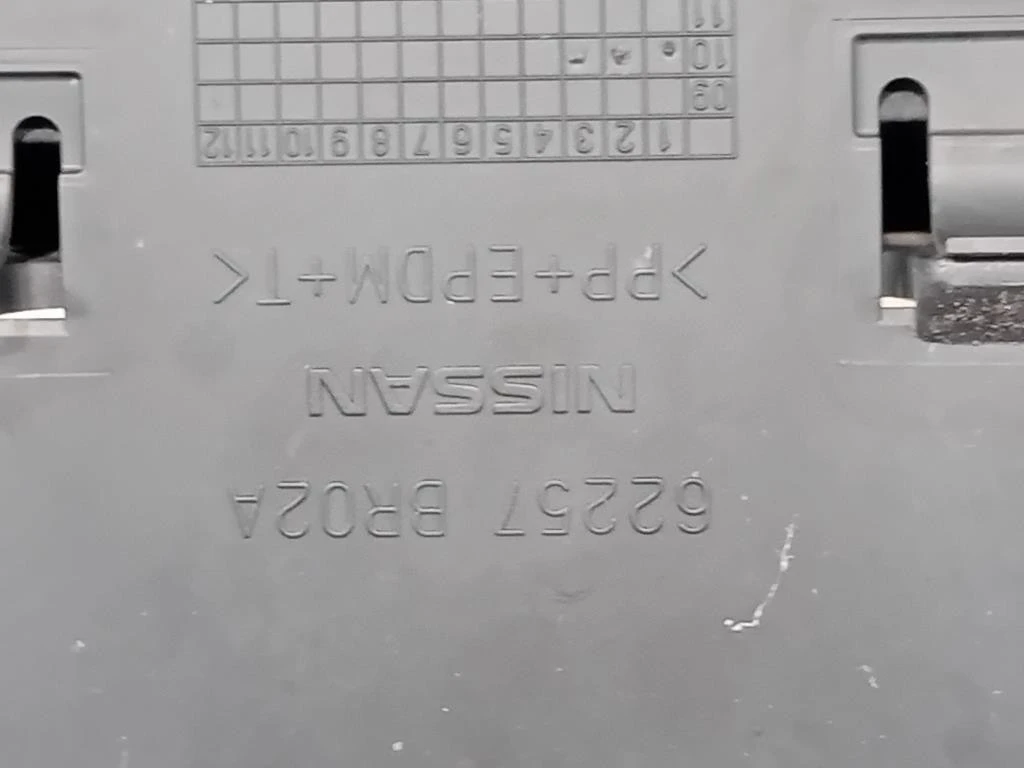 62257 BR02A
NISSAN
>PP+EPDM+T<
1 2 3 4 5 6 7 8 9 10 11 12
09
10
11